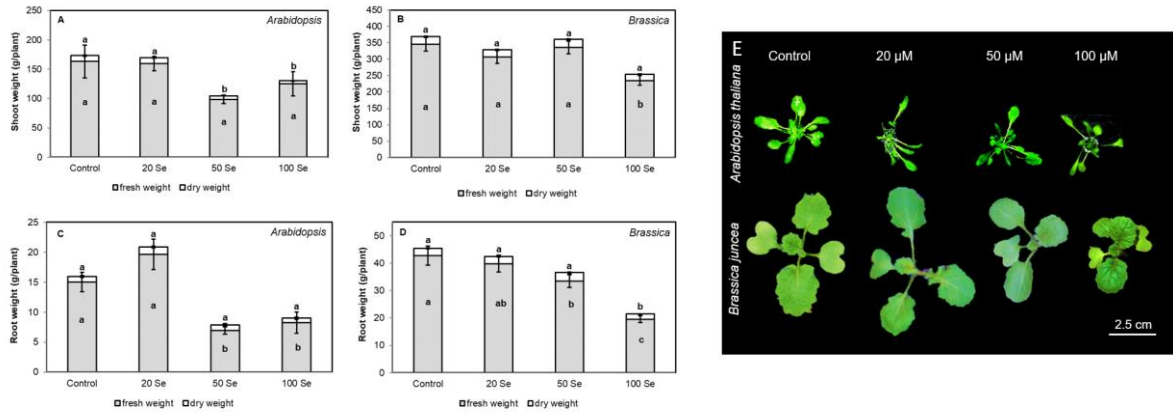 A
Arabidopsis
Shoot weight (g/plant)
250
200
150
100
50
0
a
a
b
b
a
a
a
a
Control
20 Se
50 Se
100 Se
fresh weight
dry weight
B
Brassica
Shoot weight (g/plant)
450
400
350
300
250
200
150
100
50
0
a
a
a
a
a
a
a
b
Control
20 Se
50 Se
100 Se
fresh weight
dry weight
C
Arabidopsis
Root weight (g/plant)
25
20
15
10
5
0
a
a
a
a
a
a
b
b
Control
20 Se
50 Se
100 Se
fresh weight
dry weight
D
Brassica
Root weight (g/plant)
50
40
30
20
10
0
a
a
a
b
a
ab
b
c
Control
20 Se
50 Se
100 Se
fresh weight
dry weight
E
Control
20 µM
50 µM
100 µM
Arabidopsis thaliana
Brassica juncea
2.5 cm